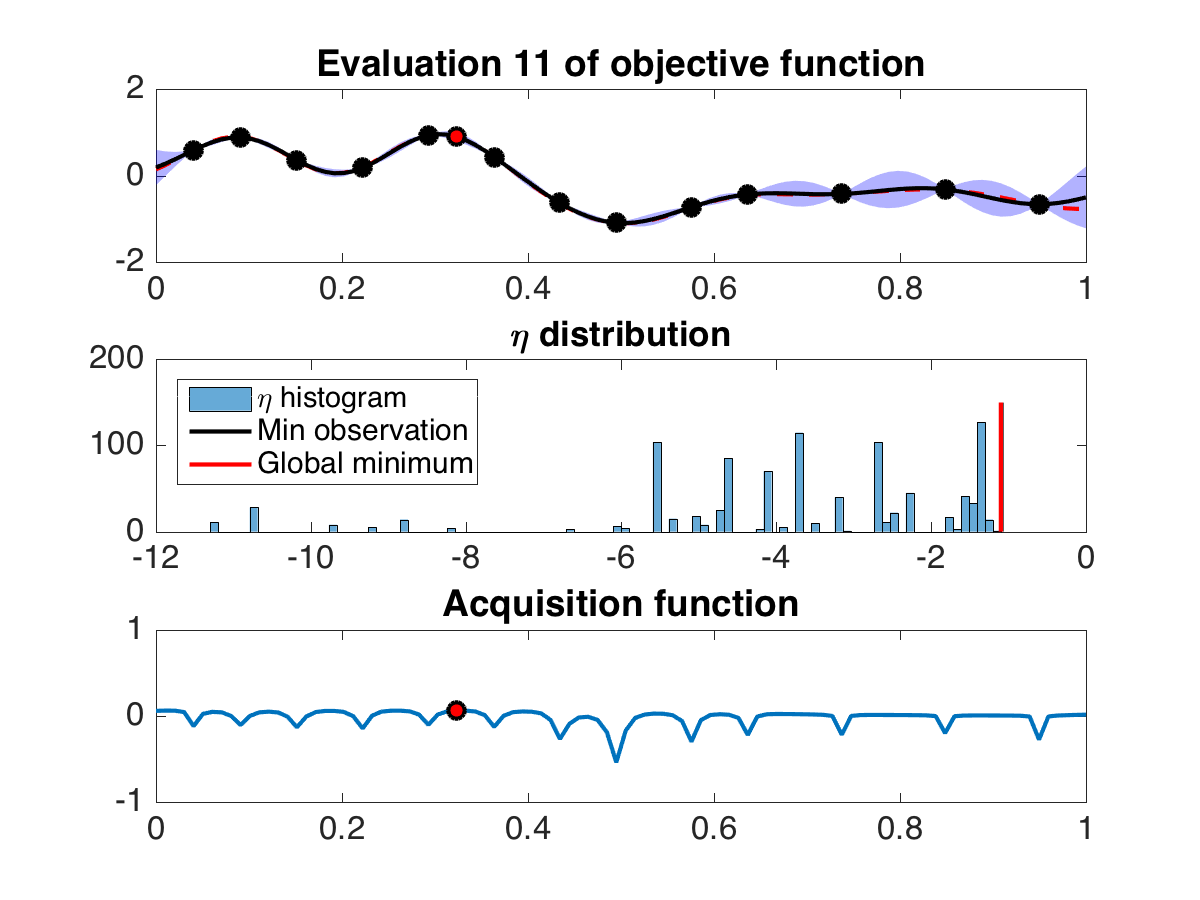 Evaluation 11 of objective function
2
0
-2
0 0.2 0.4 0.6 0.8 1
η distribution
200
100
0
η histogram
Min observation
Global minimum
-12 -10 -8 -6 -4 -2 0
Acquisition function
1
0
-1
0 0.2 0.4 0.6 0.8 1